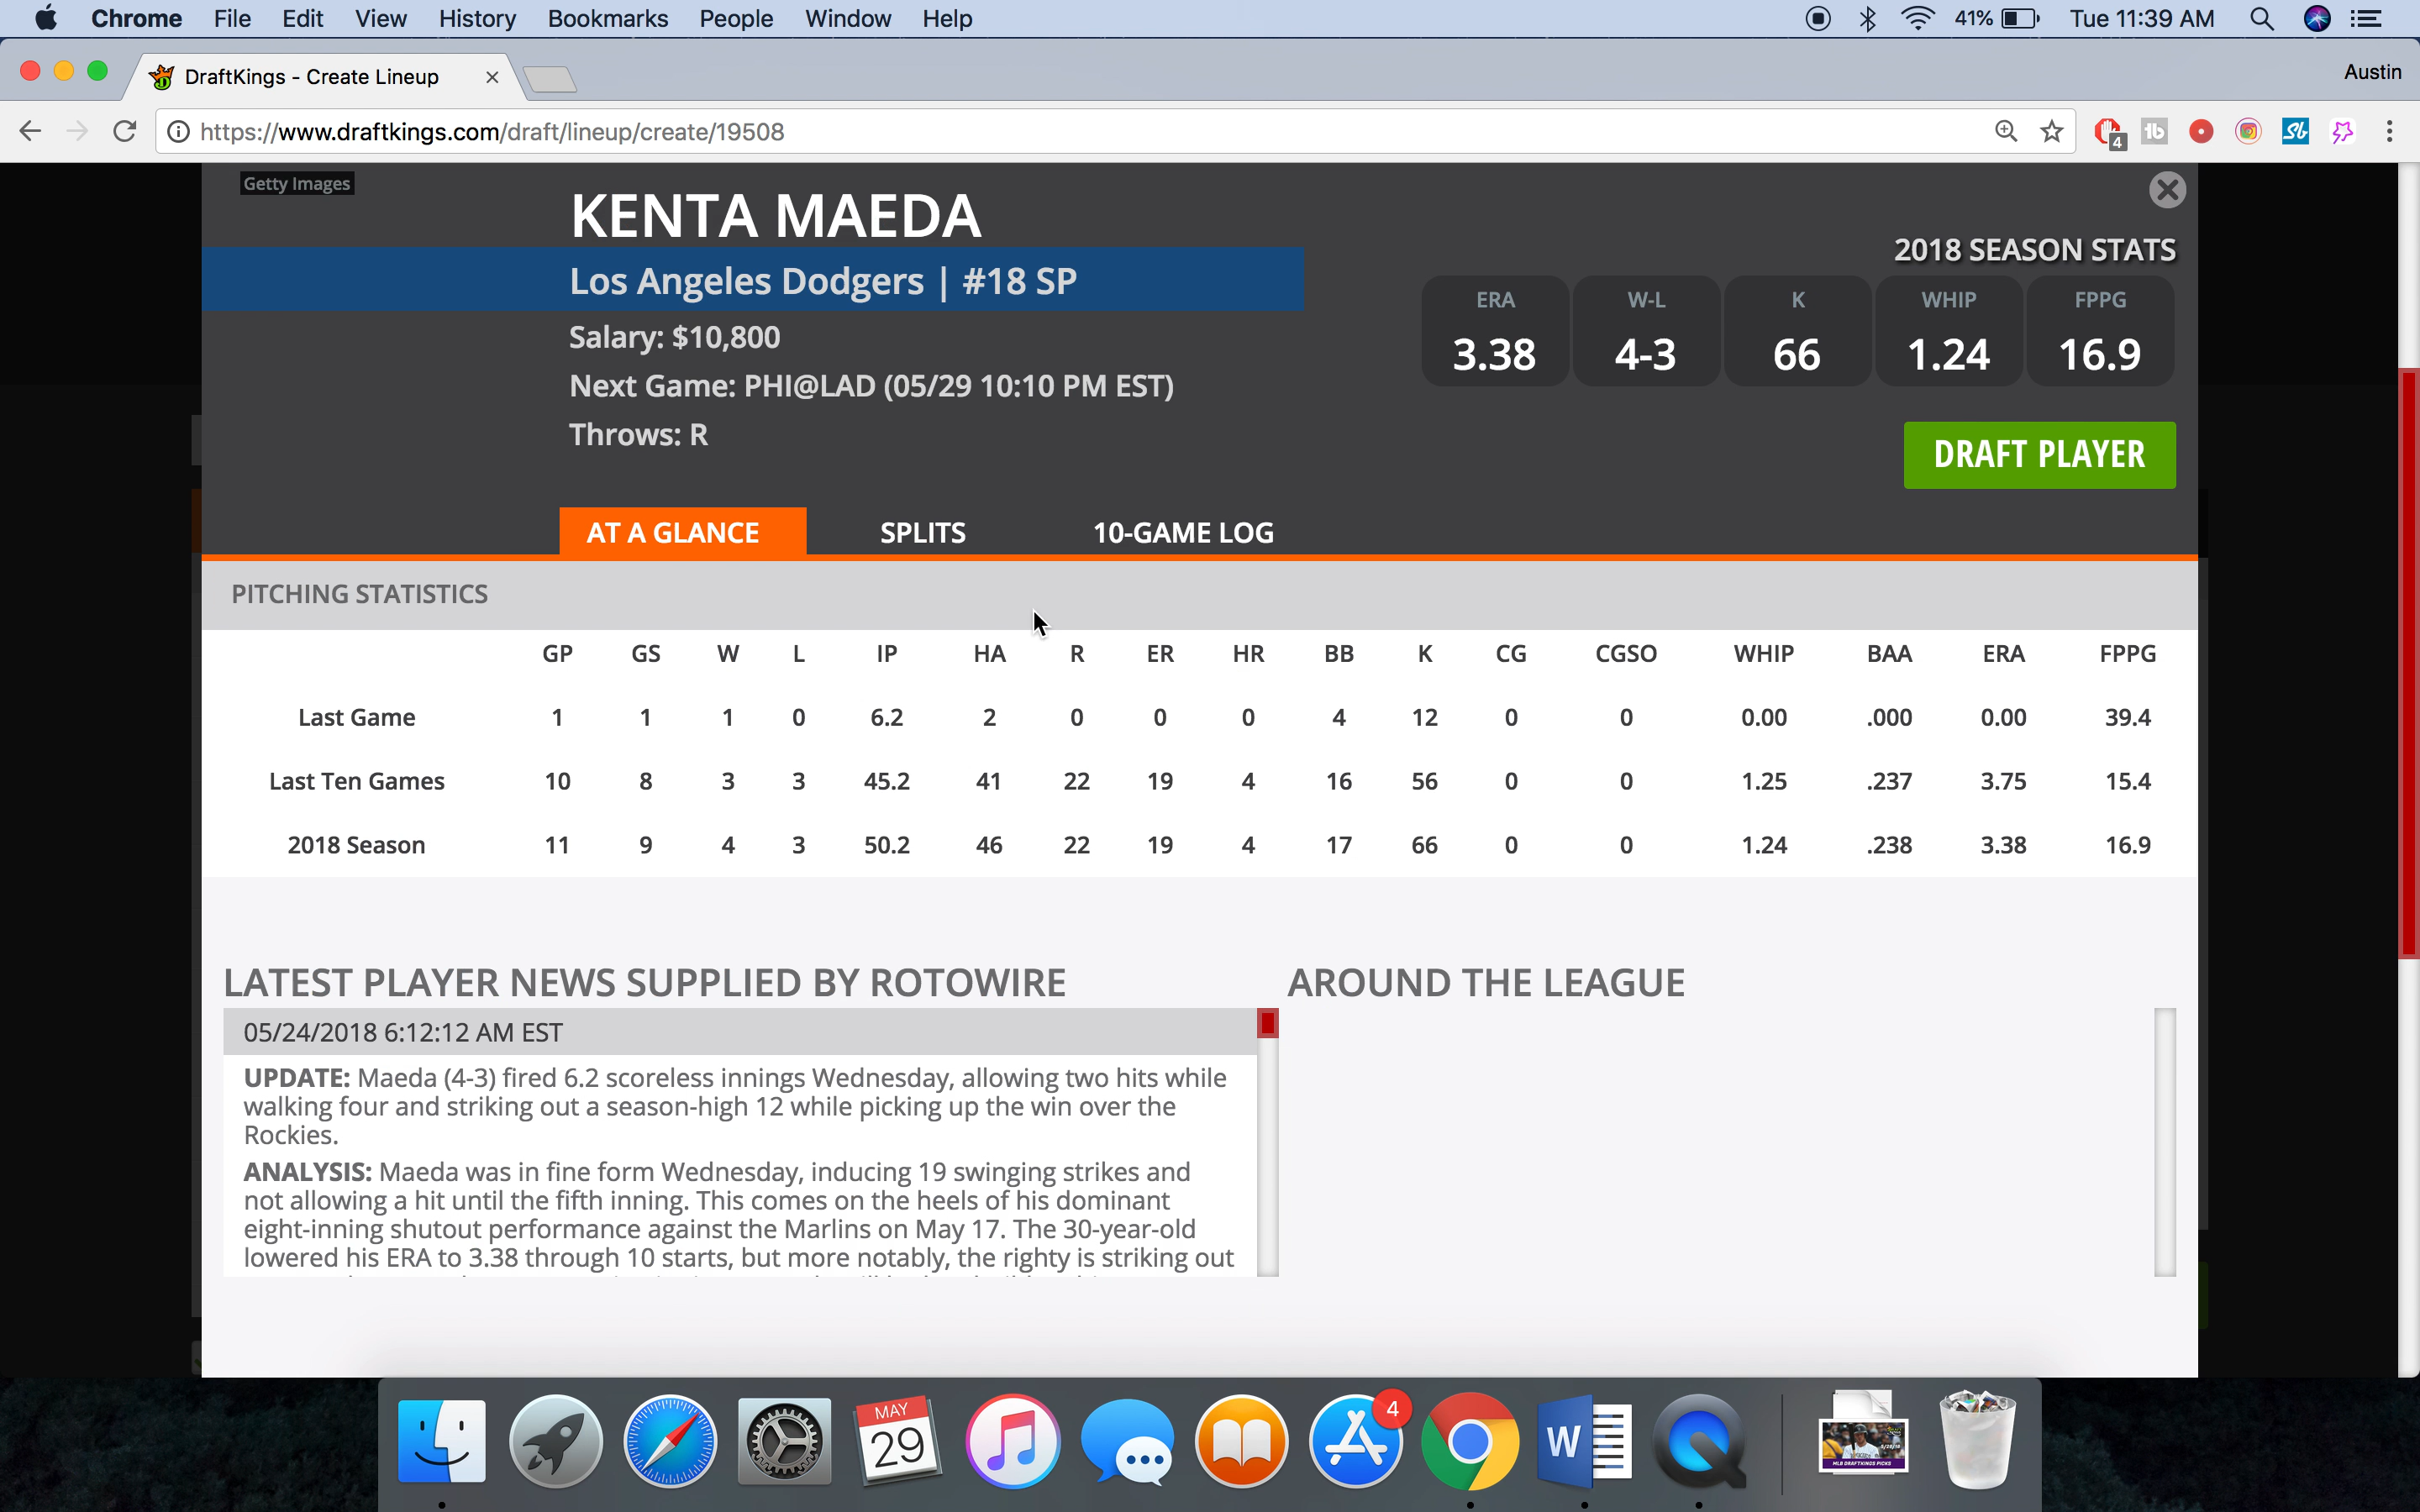 Chrome File Edit View History Bookmarks People Window Help 41% Tue 11:39 AM
DraftKings - Create Lineup Austin
https://www.draftkings.com/draft/lineup/create/19508 4
Getty Images
KENTA MAEDA
Los Angeles Dodgers | #18 SP
Salary: $10,800
Next Game: PHI@LAD (05/29 10:10 PM EST)
Throws: R
2018 SEASON STATS
ERA W-L K WHIP FPPG
3.38 4-3 66 1.24 16.9
DRAFT PLAYER
AT A GLANCE SPLITS 10-GAME LOG
PITCHING STATISTICS
GP GS W L IP HA R ER HR BB K CG CGSO WHIP BAA ERA FPPG
Last Game 1 1 1 0 6.2 2 0 0 0 4 12 0 0 0.00 .000 0.00 39.4
Last Ten Games 10 8 3 3 45.2 41 22 19 4 16 56 0 0 1.25 .237 3.75 15.4
2018 Season 11 9 4 3 50.2 46 22 19 4 17 66 0 0 1.24 .238 3.38 16.9
LATEST PLAYER NEWS SUPPLIED BY ROTOWIRE
05/24/2018 6:12:12 AM EST
UPDATE: Maeda (4-3) fired 6.2 scoreless innings Wednesday, allowing two hits while
walking four and striking out a season-high 12 while picking up the win over the
Rockies.
ANALYSIS: Maeda was in fine form Wednesday, inducing 19 swinging strikes and
not allowing a hit until the fifth inning. This comes on the heels of his dominant
eight-inning shutout performance against the Marlins on May 17. The 30-year-old
lowered his ERA to 3.38 through 10 starts, but more notably, the righty is striking out
AROUND THE LEAGUE
MAY
29
4
W
MLB DRAFTKINGS PICKS